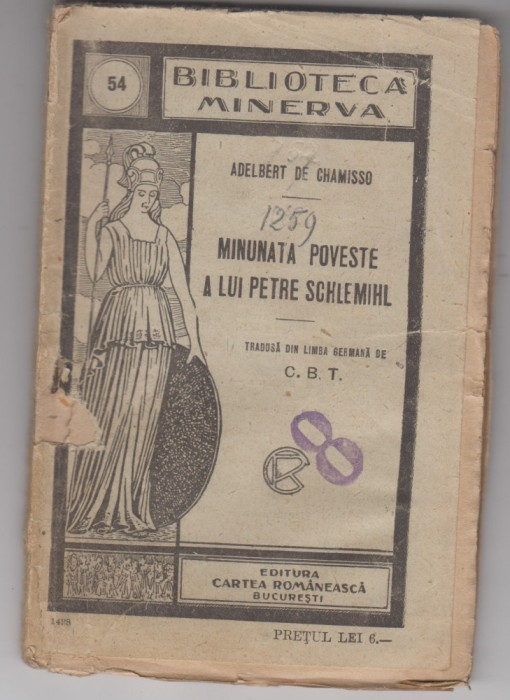 54
BIBLIOTECA
MINERVA
ADELBERT DE CHAMISSO
1259
MINUNATA POVESTE
A LUI PETRE SCHLEMIHL
TRADUSĂ DIN LIMBA GERMANĂ DE
C. B. T.
8
EDITURA
CARTEA ROMÂNEASCĂ
BUCUREȘTI
PREȚUL LEI 6.—